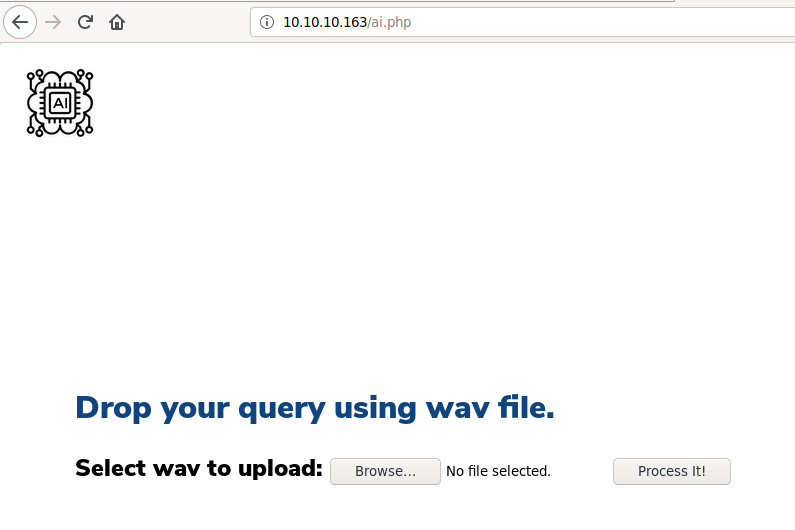 10.10.10.163/ai.php
AI
Drop your query using wav file.
Select wav to upload: Browse... No file selected. Process It!